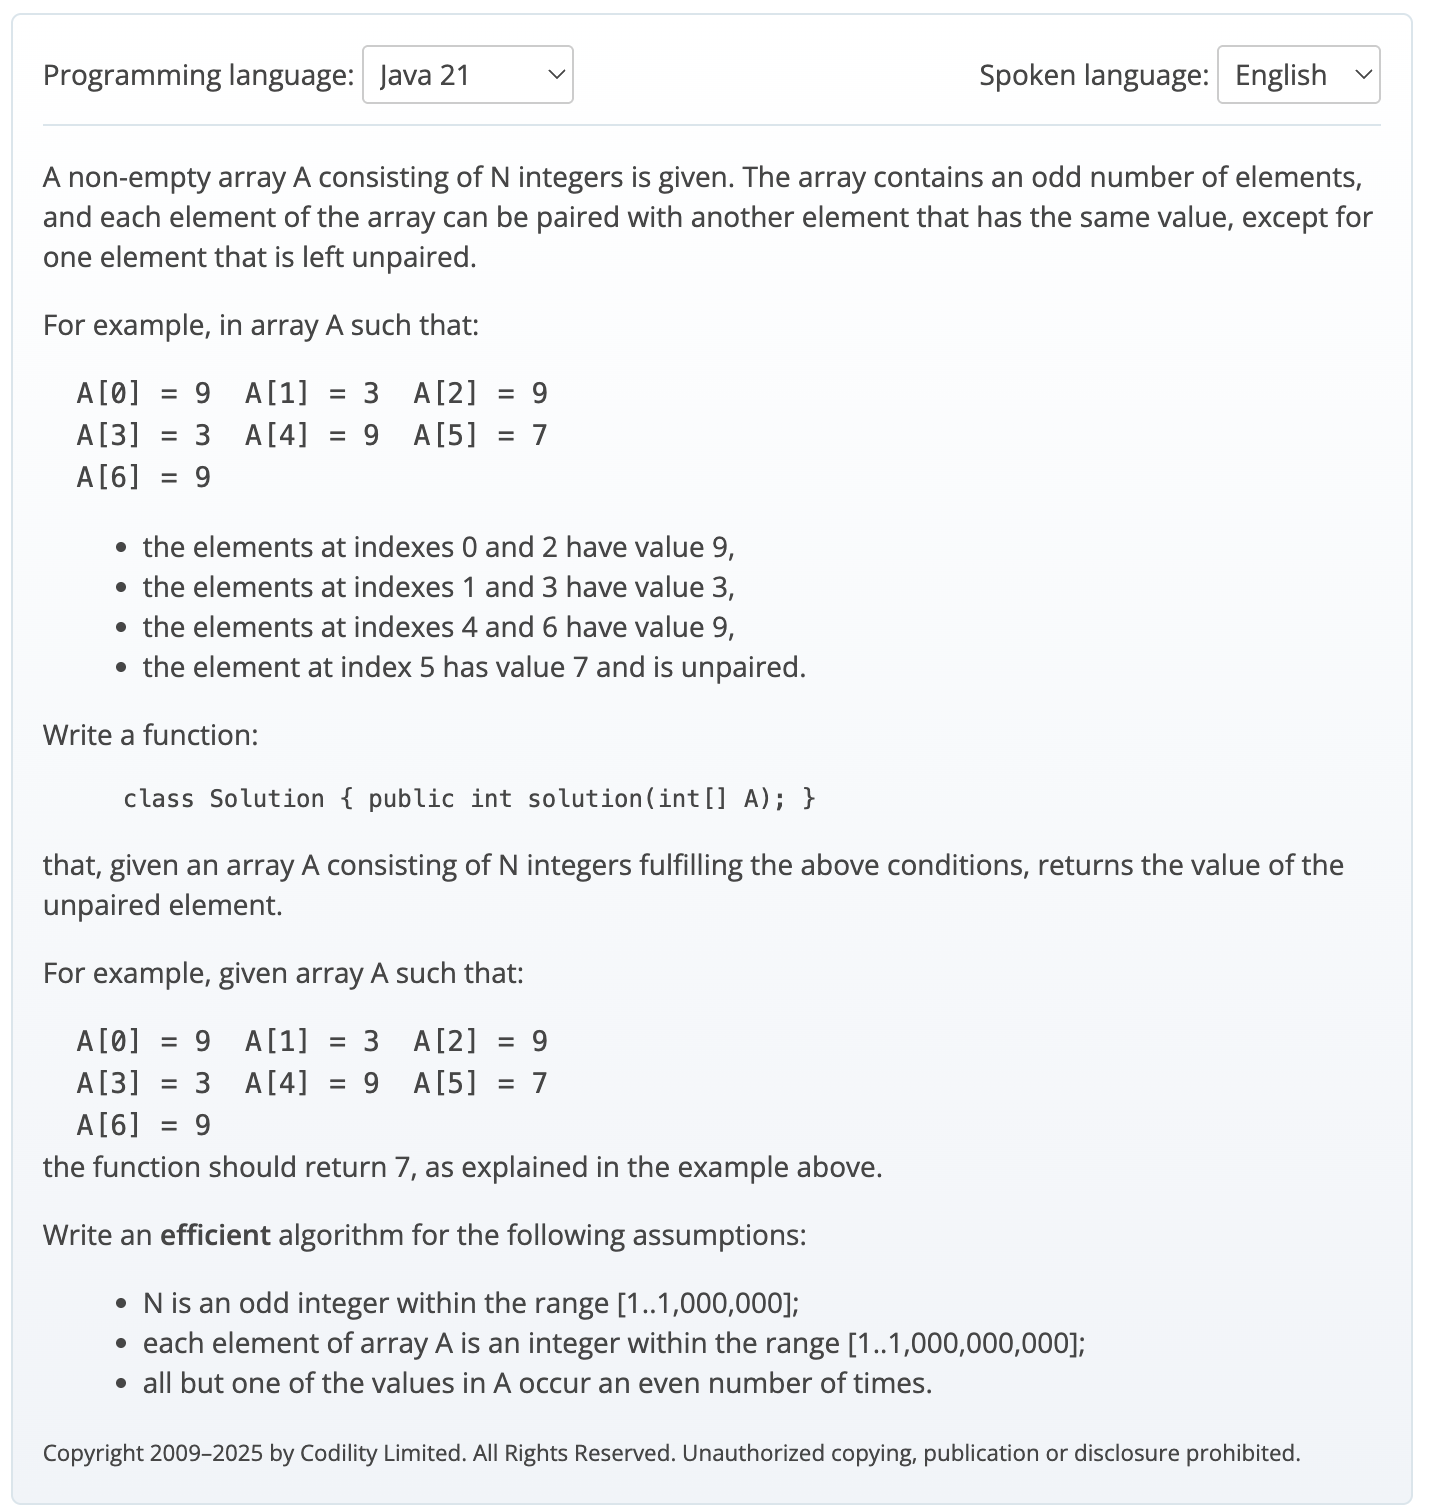 Programming language: Java 21 Spoken language: English
A non-empty array A consisting of N integers is given. The array contains an odd number of elements,
and each element of the array can be paired with another element that has the same value, except for
one element that is left unpaired.
For example, in array A such that:
A[0] = 9 A[1] = 3 A[2] = 9
A[3] = 3 A[4] = 9 A[5] = 7
A[6] = 9
• the elements at indexes 0 and 2 have value 9,
• the elements at indexes 1 and 3 have value 3,
• the elements at indexes 4 and 6 have value 9,
• the element at index 5 has value 7 and is unpaired.
Write a function:
class Solution { public int solution(int[] A); }
that, given an array A consisting of N integers fulfilling the above conditions, returns the value of the
unpaired element.
For example, given array A such that:
A[0] = 9 A[1] = 3 A[2] = 9
A[3] = 3 A[4] = 9 A[5] = 7
A[6] = 9
the function should return 7, as explained in the example above.
Write an efficient algorithm for the following assumptions:
• N is an odd integer within the range [1..1,000,000];
• each element of array A is an integer within the range [1..1,000,000,000];
• all but one of the values in A occur an even number of times.
Copyright 2009–2025 by Codility Limited. All Rights Reserved. Unauthorized copying, publication or disclosure prohibited.